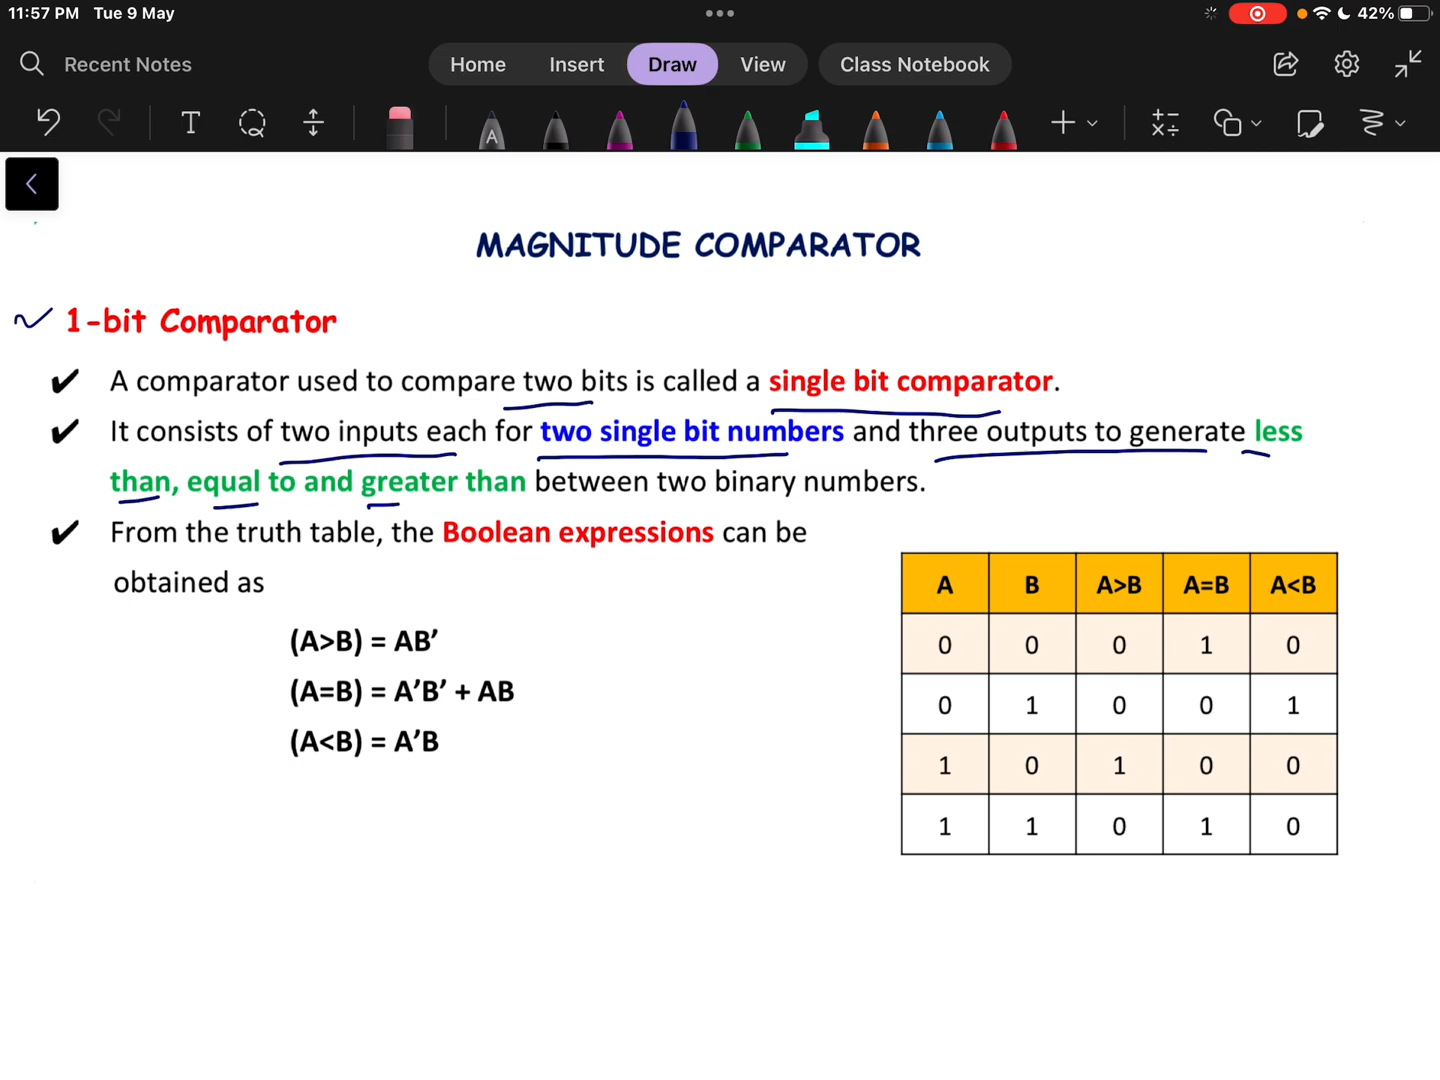 11:57 PM Tue 9 May
42%
Recent Notes
Home Insert Draw View Class Notebook
T
A
MAGNITUDE COMPARATOR
1-bit Comparator
✔ A comparator used to compare two bits is called a single bit comparator.
✔ It consists of two inputs each for two single bit numbers and three outputs to generate less
than, equal to and greater than between two binary numbers.
✔ From the truth table, the Boolean expressions can be
obtained as
(A>B) = AB’
(A=B) = A’B’ + AB
(A<B) = A’B
A B A>B A=B A<B
0 0 0 1 0
0 1 0 0 1
1 0 1 0 0
1 1 0 1 0